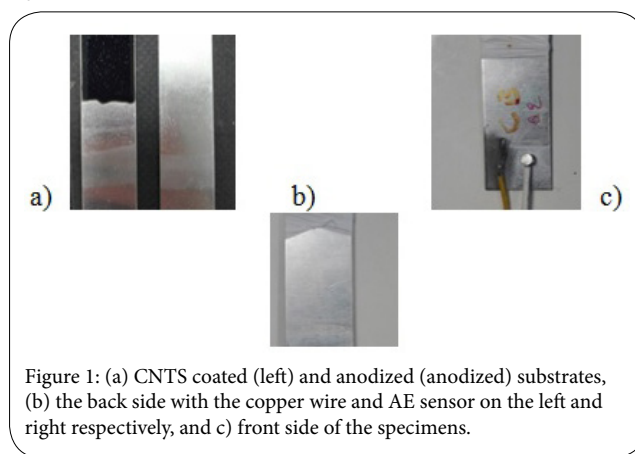 a)
b)
c)
CB
Figure 1: (a) CNTS coated (left) and anodized (anodized) substrates,
(b) the back side with the copper wire and AE sensor on the left and
right respectively, and c) front side of the specimens.